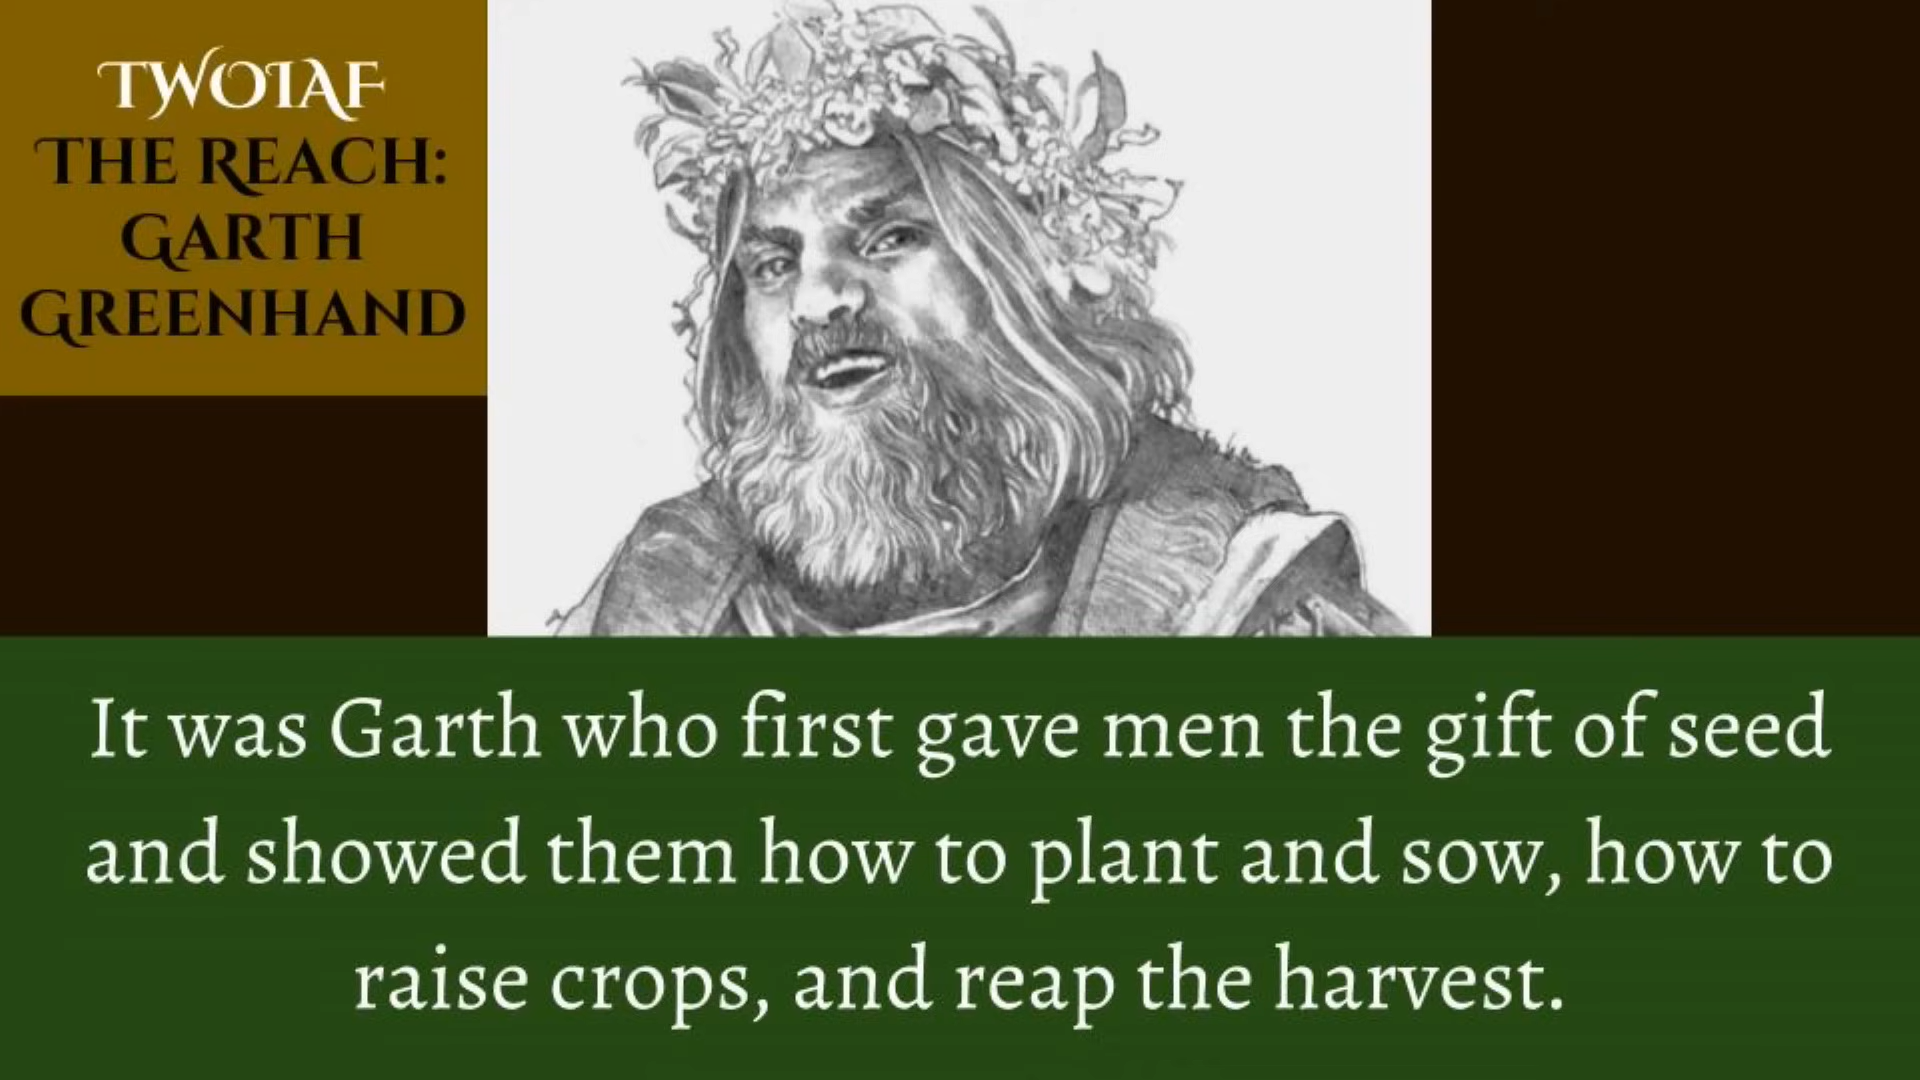 TWOIAF
THE REACH:
GARTH
GREENHAND
It was Garth who first gave men the gift of seed
and showed them how to plant and sow, how to
raise crops, and reap the harvest.